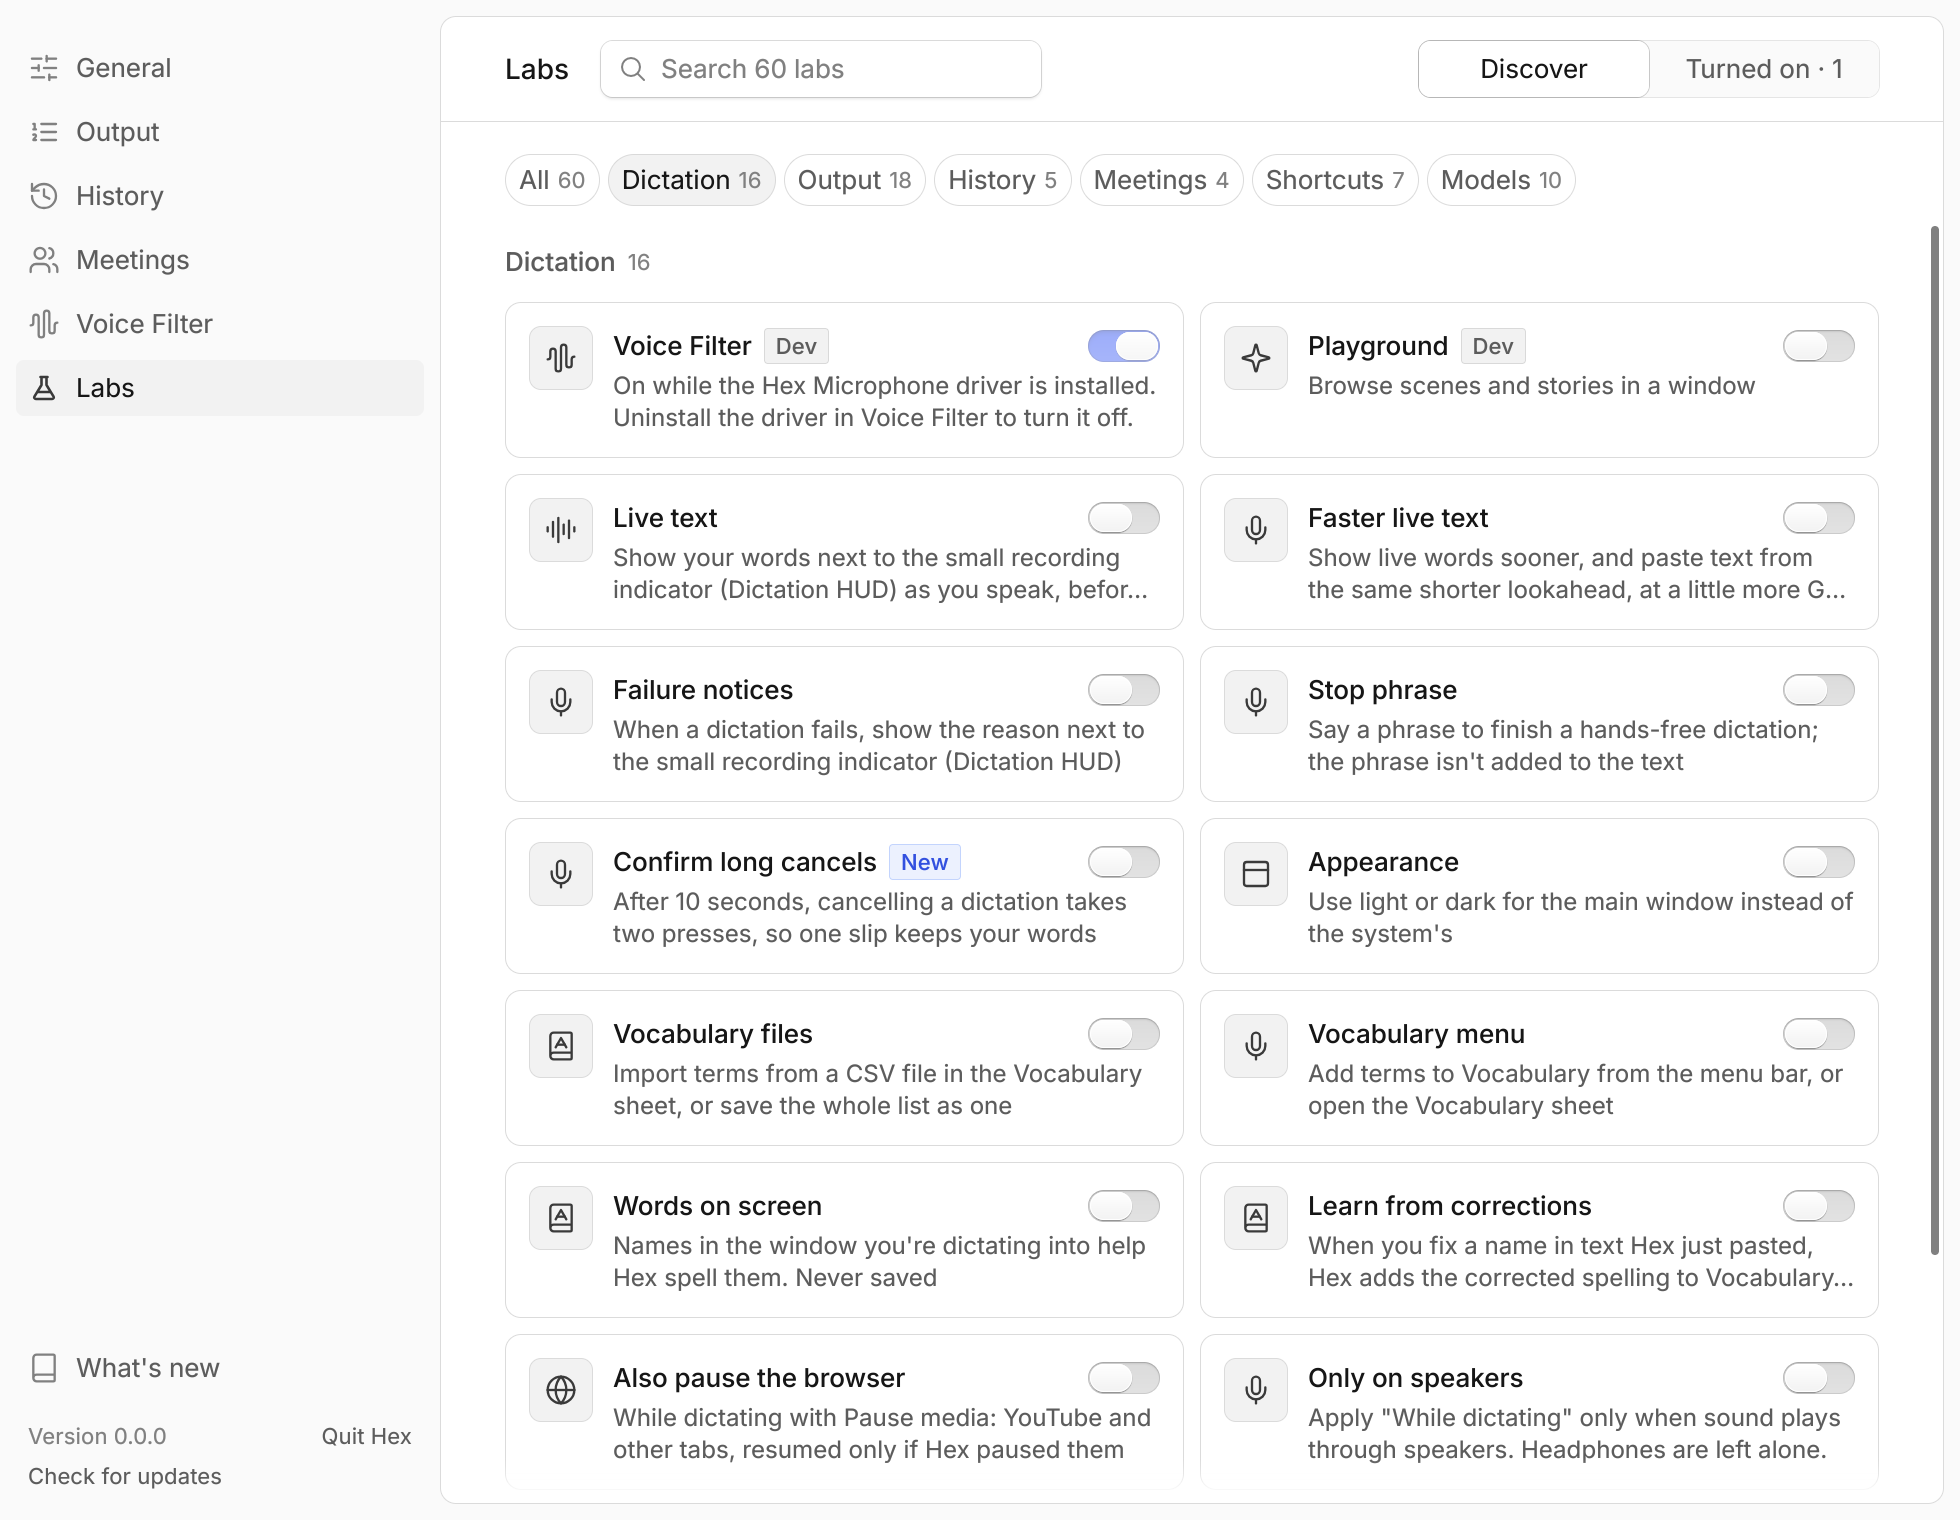 General
Output
History
Meetings
Voice Filter
Labs
What's new
Version 0.0.0
Quit Hex
Check for updates
Labs
Search 60 labs
Discover
Turned on · 1
All 60
Dictation 16
Output 18
History 5
Meetings 4
Shortcuts 7
Models 10
Dictation 16
Voice Filter Dev
On while the Hex Microphone driver is installed.
Uninstall the driver in Voice Filter to turn it off.
Playground Dev
Browse scenes and stories in a window
Live text
Show your words next to the small recording
indicator (Dictation HUD) as you speak, befor...
Faster live text
Show live words sooner, and paste text from
the same shorter lookahead, at a little more G...
Failure notices
When a dictation fails, show the reason next to
the small recording indicator (Dictation HUD)
Stop phrase
Say a phrase to finish a hands-free dictation;
the phrase isn't added to the text
Confirm long cancels New
After 10 seconds, cancelling a dictation takes
two presses, so one slip keeps your words
Appearance
Use light or dark for the main window instead of
the system's
Vocabulary files
Import terms from a CSV file in the Vocabulary
sheet, or save the whole list as one
Vocabulary menu
Add terms to Vocabulary from the menu bar, or
open the Vocabulary sheet
Words on screen
Names in the window you're dictating into help
Hex spell them. Never saved
Learn from corrections
When you fix a name in text Hex just pasted,
Hex adds the corrected spelling to Vocabulary...
Also pause the browser
While dictating with Pause media: YouTube and
other tabs, resumed only if Hex paused them
Only on speakers
Apply "While dictating" only when sound plays
through speakers. Headphones are left alone.